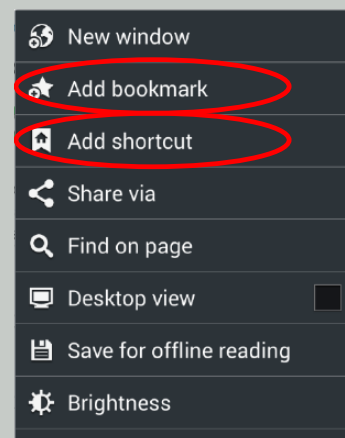 New window
Add bookmark
Add shortcut
Share via
Find on page
Desktop view
Save for offline reading
Brightness